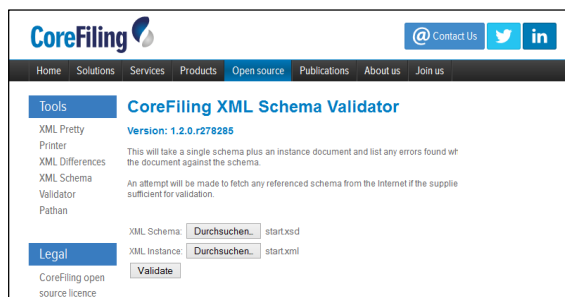 CoreFiling
@ Contact Us
in
Home Solutions Services Products Open source Publications About us Join us
Tools
XML Pretty
Printer
XML Differences
XML Schema
Validator
Pathan
Legal
CoreFiling open
source licence
CoreFiling XML Schema Validator
Version: 1.2.0.r278285
This will take a single schema plus an instance document and list any errors found
the document against the schema.
An attempt will be made to fetch any referenced schema from the Internet if the supplie
sufficient for validation.
XML Schema: Durchsuchen.. start.xsd
XML Instance: Durchsuchen.. start.xml
Validate